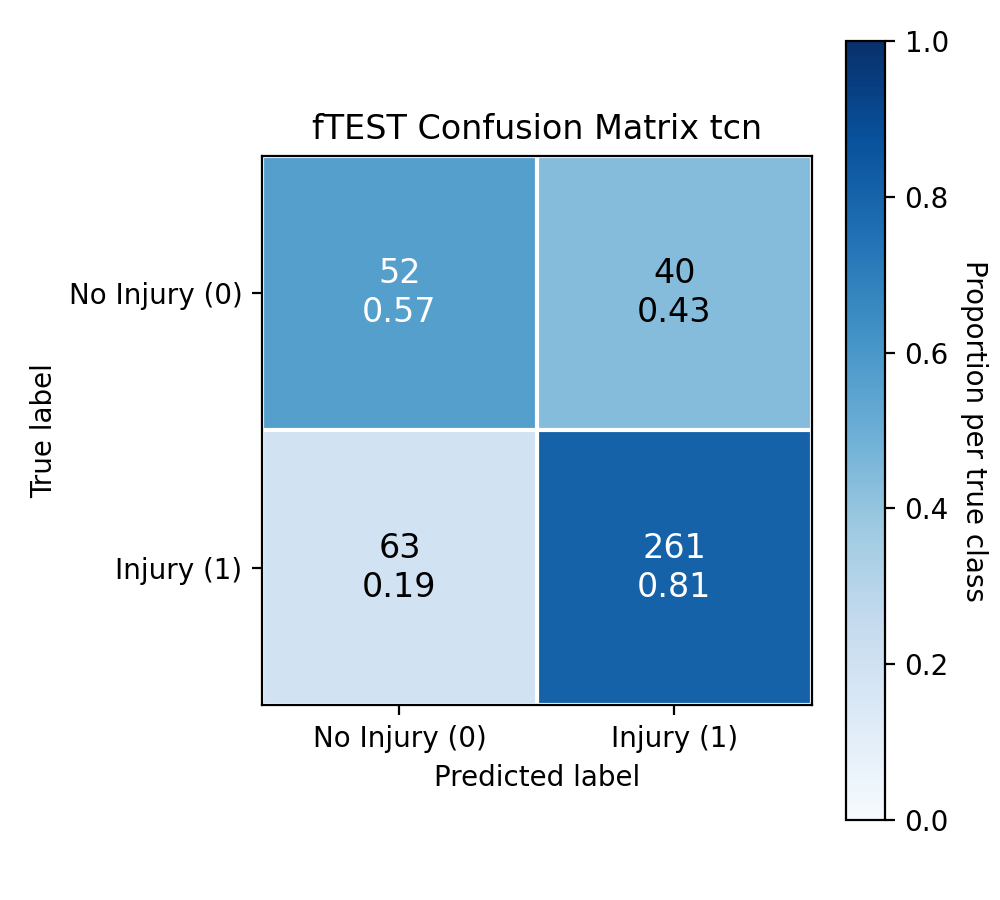 fTEST Confusion Matrix tcn
True label
No Injury (0)
Injury (1)
52
0.57
40
0.43
63
0.19
261
0.81
No Injury (0)
Injury (1)
Predicted label
1.0
0.8
0.6
0.4
0.2
0.0
Proportion per true class